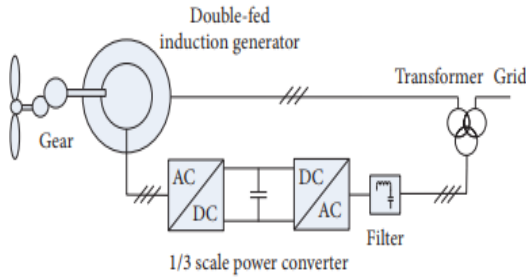 Double-fed
induction generator
Transformer Grid
Gear
AC
DC
DC
AC
Filter
1/3 scale power converter